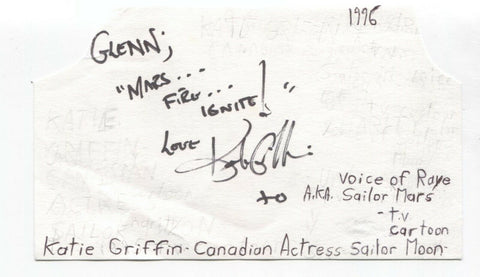 1996
GLENN;
"MARS...
FIRE...
IGNITE!"
LOVE
to
voice of Raye
A.K.A. Sailor Mars
- t.v
cartoon
Katie Griffin - Canadian Actress Sailor Moon -